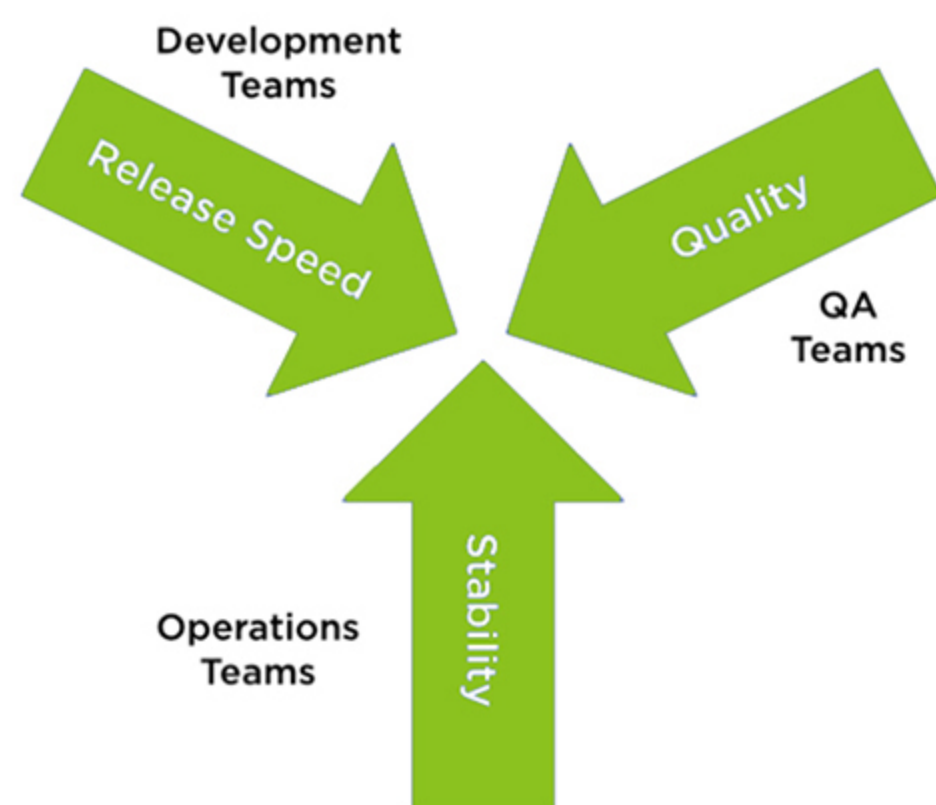 Development
Teams
Release Speed
Quality
QA
Teams
Stability
Operations
Teams